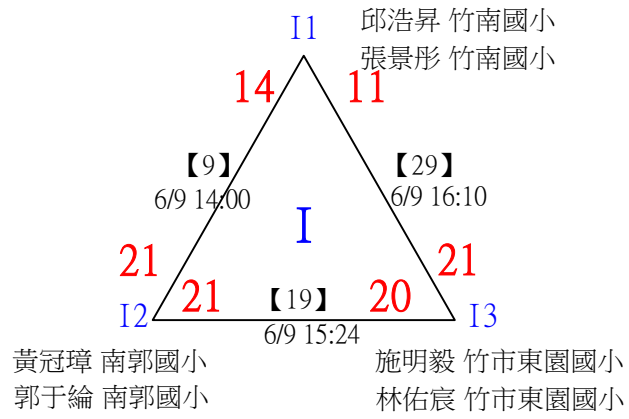 I1
邱浩昇 竹南國小
張景彤 竹南國小
14
11
【9】
6/9 14:00
【29】
6/9 16:10
I
21
21
21
【19】
20
I2
6/9 15:24
I3
黃冠璋 南郭國小
郭于綸 南郭國小
施明毅 竹市東園國小
林佑宸 竹市東園國小